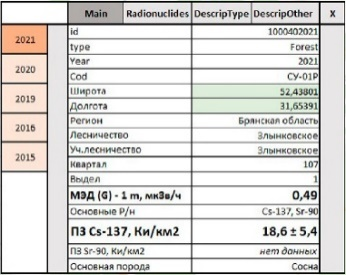 Main Radionuclides DescripType DescripOther X
2021
2020
2019
2016
2015
id 1000402021
type Forest
Year 2021
Cod СУ-01Р
Широта 52,43801
Долгота 31,65391
Регион Брянская область
Лесничество Злынковское
Уч.лесничество Злынковское
Квартал 107
Выдел 1
МЭД (G) - 1 m, мкЗв/ч 0,49
Основные Р/н Cs-137, Sr-90
ПЗ Cs-137, Ки/км2 18,6 ± 5,4
ПЗ Sr-90, Ки/км2 нет данных
Основная порода Сосна